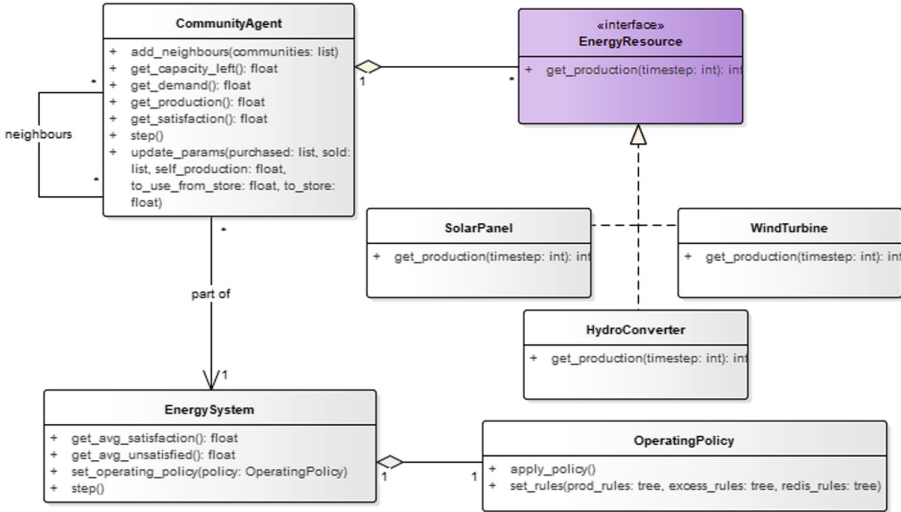 CommunityAgent
+ add_neighbours(communities: list)
+ get_capacity_left(): float
+ get_demand(): float
+ get_production(): float
+ get_satisfaction(): float
+ step()
+ update_params(purchased: list, sold:
list, self_production: float,
to_use_from_store: float, to_store:
float)
*
neighbours
*
1
*
«interface»
EnergyResource
+ get_production(timestep: int): int
SolarPanel
+ get_production(timestep: int): int
WindTurbine
+ get_production(timestep: int): int
HydroConverter
+ get_production(timestep: int): int
*
part of
1
EnergySystem
+ get_avg_satisfaction(): float
+ get_avg_unsatisfied(): float
+ set_operating_policy(policy: OperatingPolicy)
+ step()
1
1
OperatingPolicy
+ apply_policy()
+ set_rules(prod_rules: tree, excess_rules: tree, redis_rules: tree)